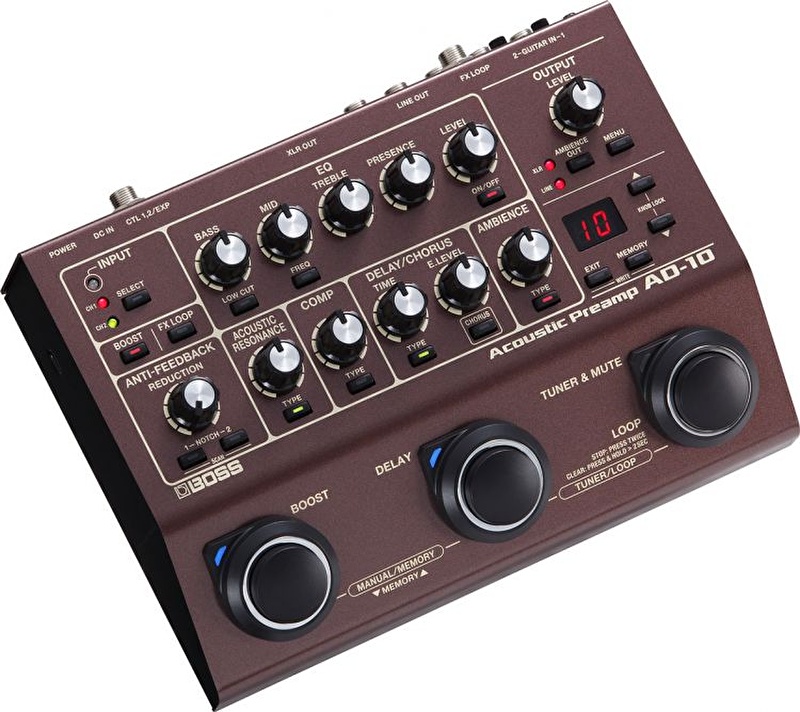 2-GUITAR IN-1
FX LOOP
LINE OUT
XLR OUT
CTL 1,2/EXP
DC IN
POWER
OUTPUT
LEVEL
AMBIENCE
OUT
MENU
XLR
LINE
EQ
BASS
MID
TREBLE
PRESENCE
LEVEL
LOW CUT
FREQ
ON/OFF
INPUT
CH1
CH2
SELECT
BOOST
FX LOOP
▲
KNOB LOCK
▼
10
EXIT
MEMORY
WRITE
ANTI-FEEDBACK
REDUCTION
1-NOTCH-2
SCAN
ACOUSTIC
RESONANCE
TYPE
COMP
TYPE
DELAY/CHORUS
TIME
E.LEVEL
TYPE
CHORUS
AMBIENCE
TYPE
Acoustic Preamp AD-10
BOSS
BOOST
DELAY
TUNER & MUTE
LOOP
STOP: PRESS TWICE
CLEAR: PRESS & HOLD > 2 SEC
TUNER/LOOP
MANUAL/MEMORY
▼MEMORY▲